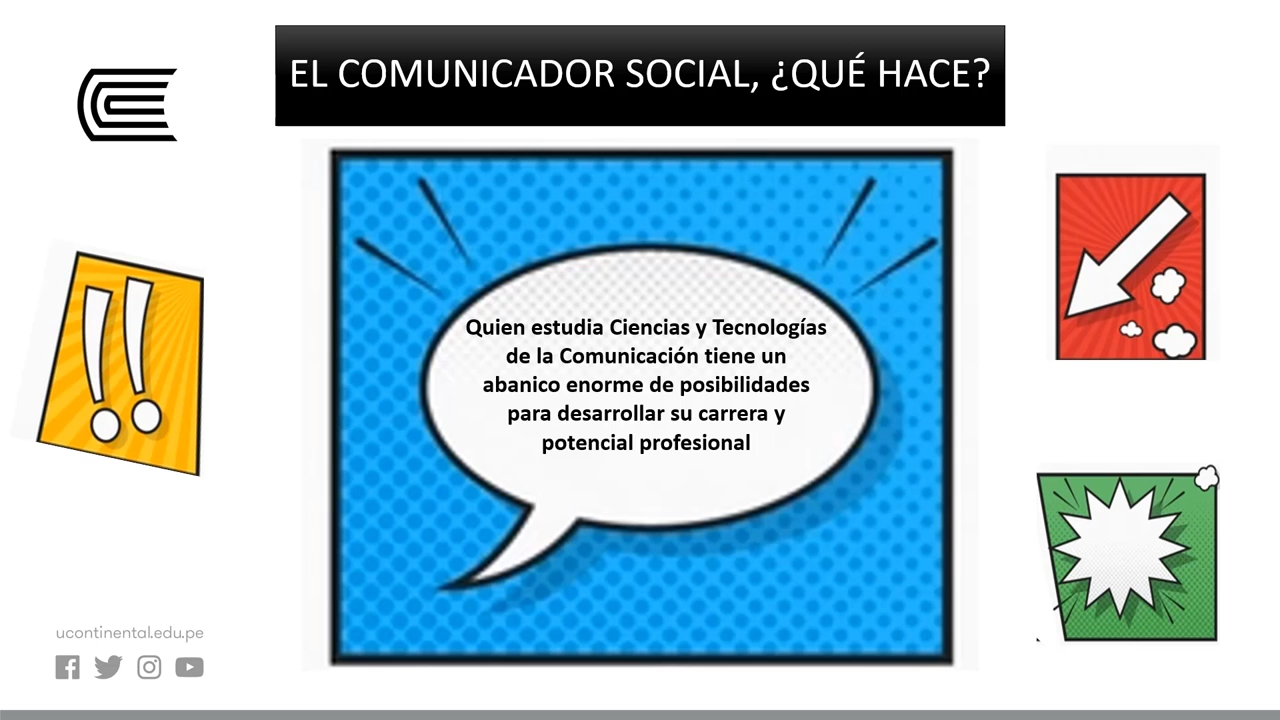 EL COMUNICADOR SOCIAL, ¿QUÉ HACE?
Quien estudia Ciencias y Tecnologías
de la Comunicación tiene un
abanico enorme de posibilidades
para desarrollar su carrera y
potencial profesional
ucontinental.edu.pe